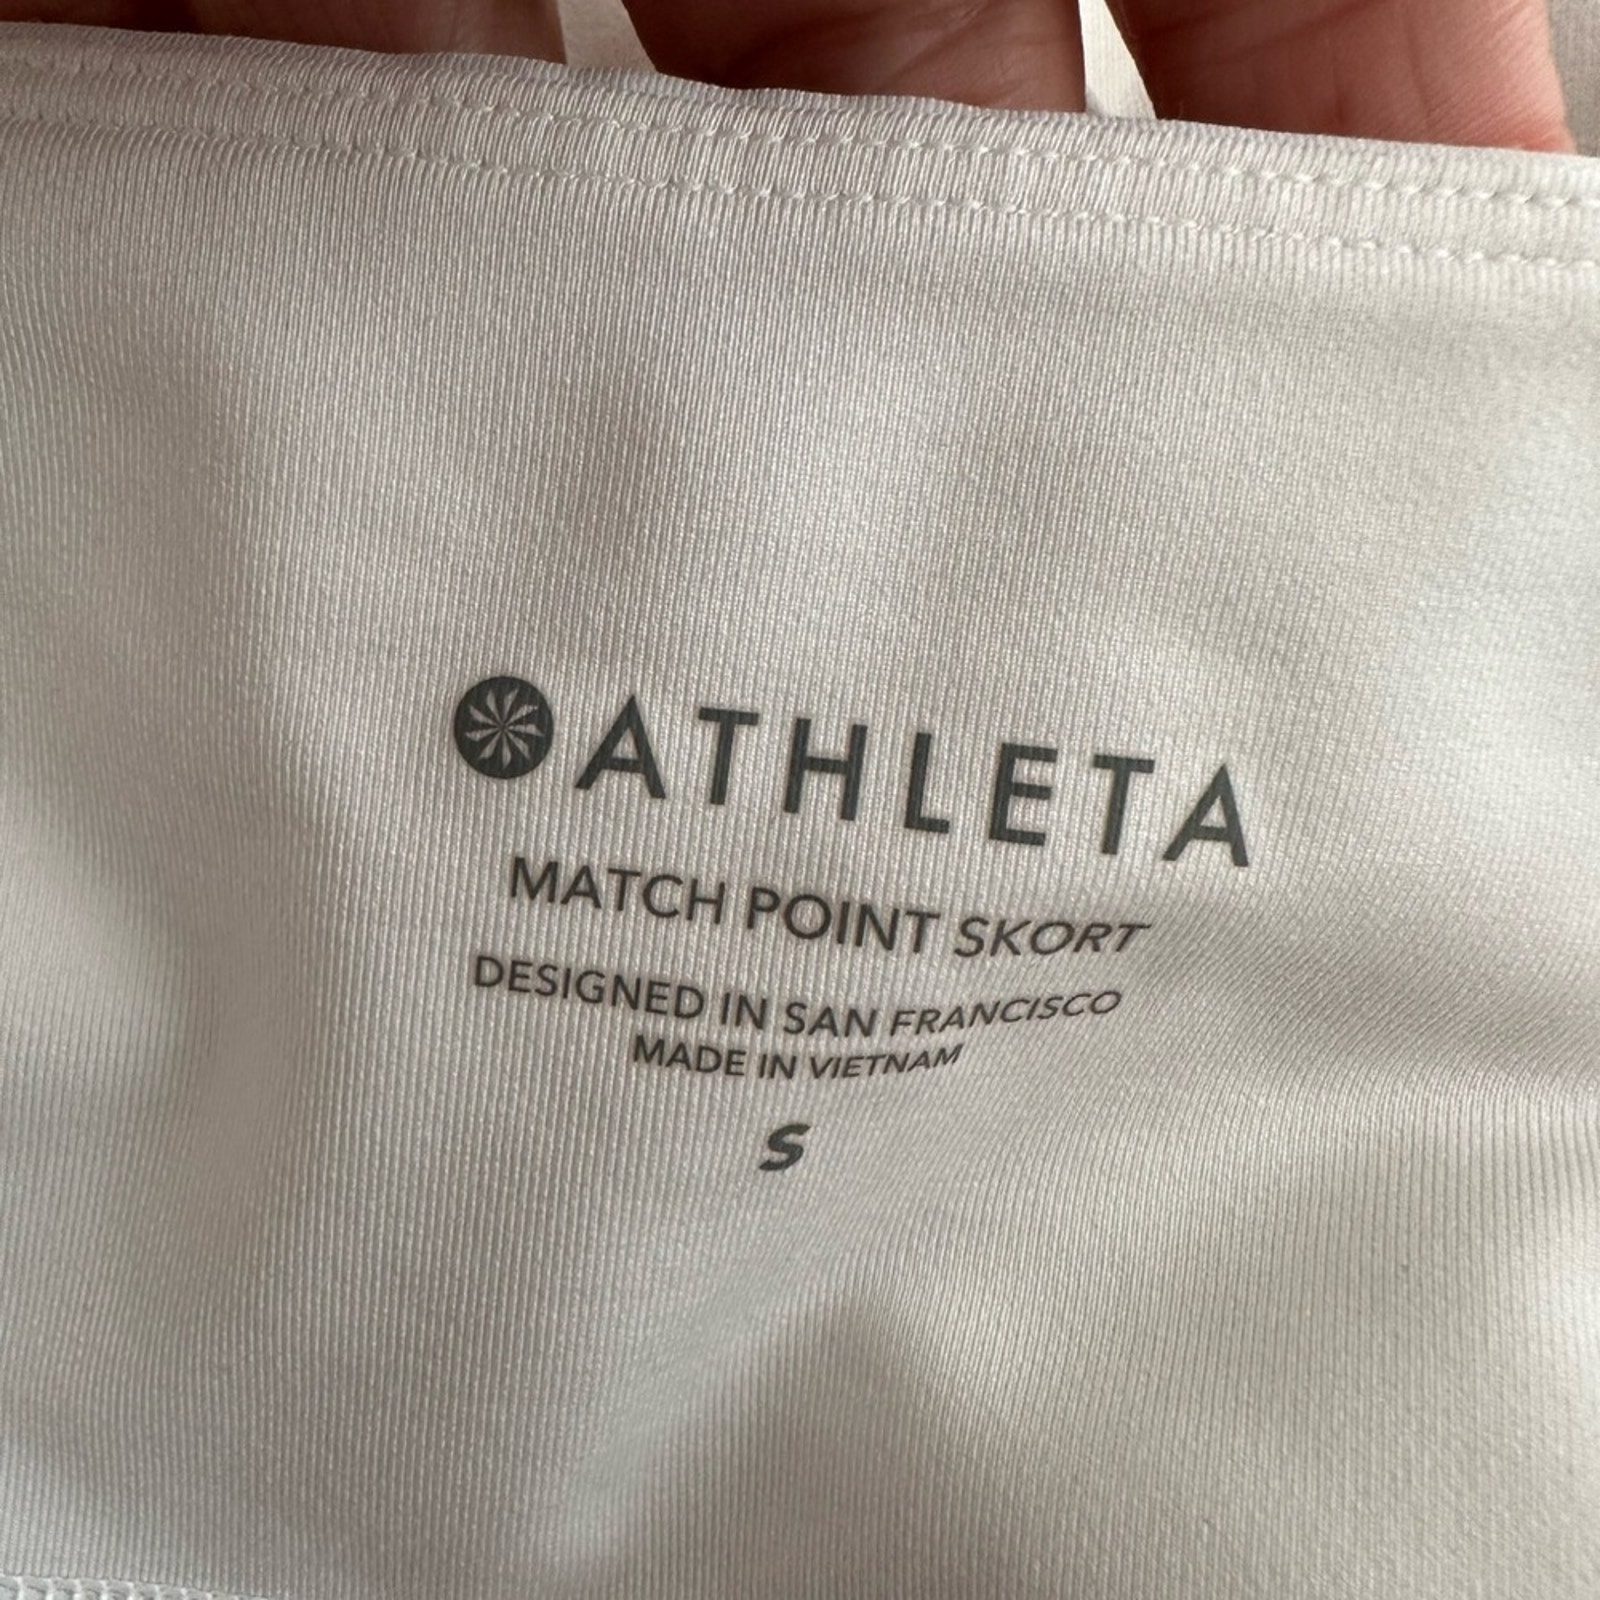 ATHLETA
MATCH POINT SKORT
DESIGNED IN SAN FRANCISCO
MADE IN VIETNAM
S